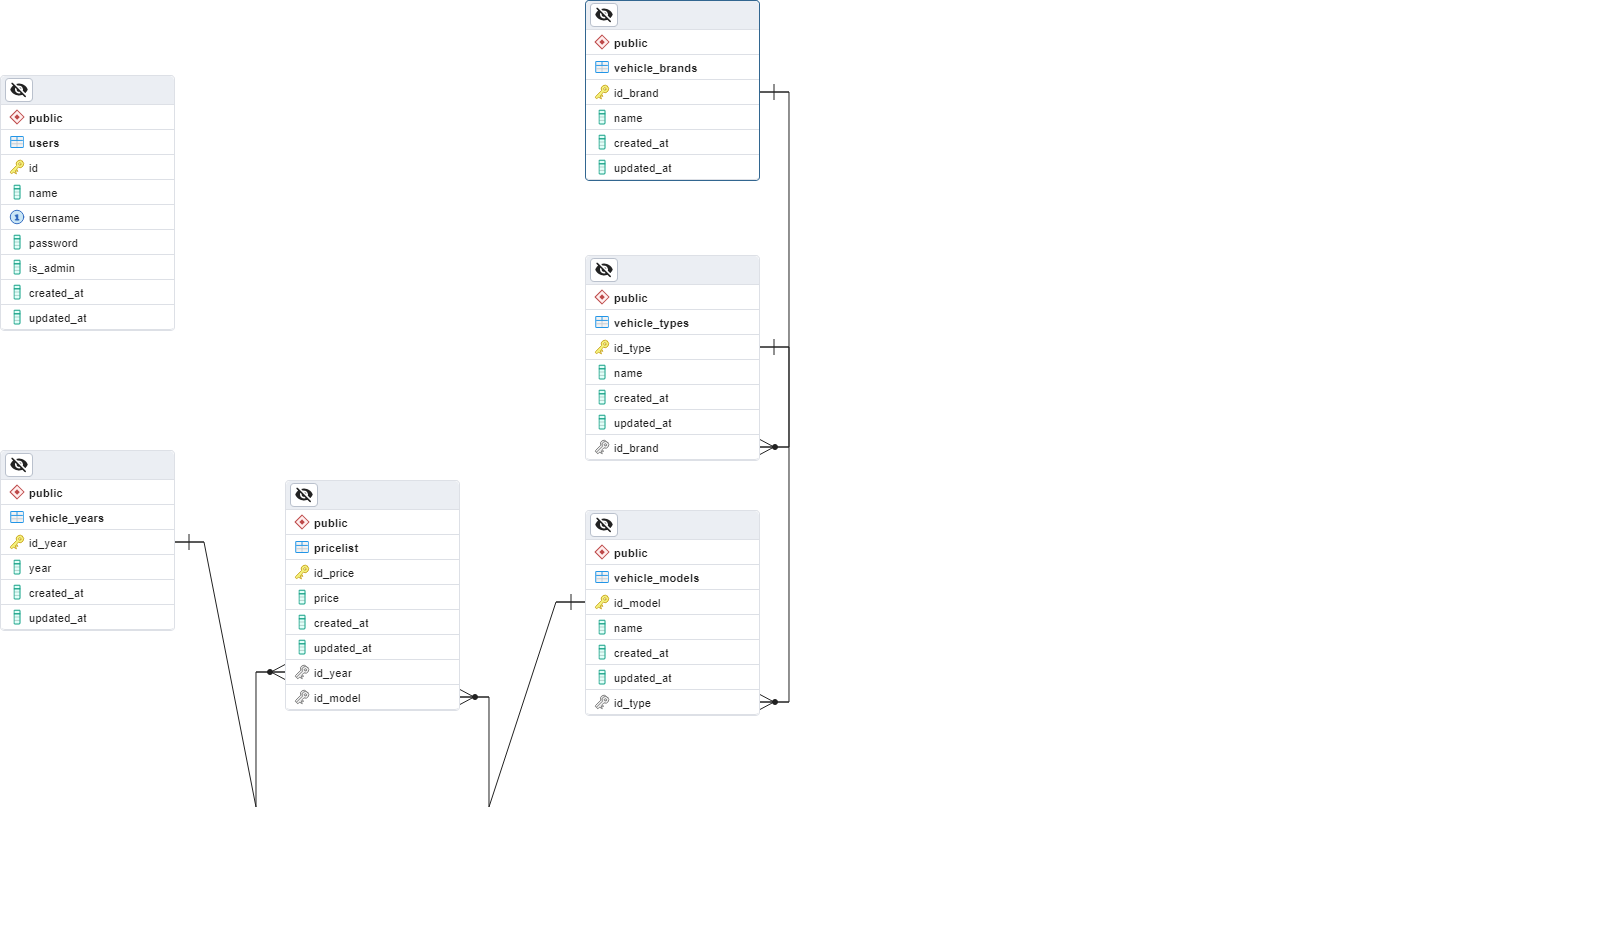 public
users
id
name
1
username
password
is_admin
created_at
updated_at
public
vehicle_brands
id_brand
name
created_at
updated_at
public
vehicle_types
id_type
name
created_at
updated_at
id_brand
public
vehicle_years
id_year
year
created_at
updated_at
public
pricelist
id_price
price
created_at
updated_at
id_year
id_model
public
vehicle_models
id_model
name
created_at
updated_at
id_type